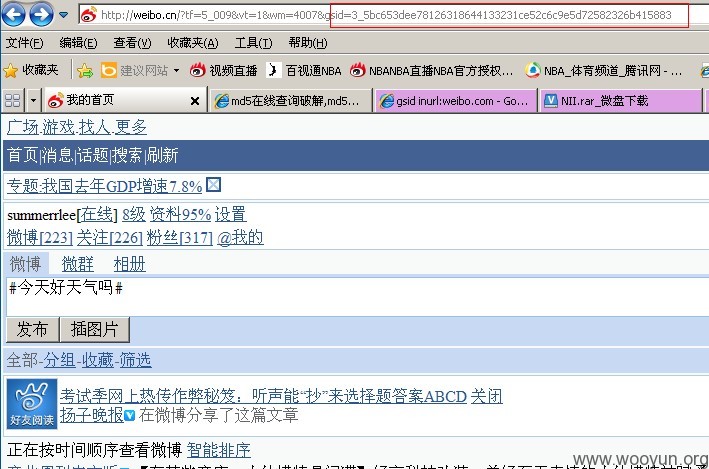 http://weibo.cn/?tf=5_009&vt=1&wm=4007&gsid=3_5bc653dee78126318644133231ce52c6c9e5d72582326b415883
文件(F) 编辑(E) 查看(V) 收藏夹(A) 工具(T) 帮助(H)
收藏夹 建议网站 视频直播 百视通NBA NBANBA直播NBA官方授权... NBA_体育频道_腾讯网 - ...
我的首页 md5在线查询破解,md5... gsid inurl:weibo.com - Go... NII.rar_微盘下载
广场.游戏.找人.更多
首页|消息|话题|搜索|刷新
专题:我国去年GDP增速7.8%
summerrlee[在线] 8级 资料95% 设置
微博[223] 关注[226] 粉丝[317] @我的
微博 微群 相册
#今天好天气吗#
发布 插图片
全部-分组-收藏-筛选
考试季网上热传作弊秘笈：听声能“抄”来选择题答案ABCD 关闭
好友阅读 扬子晚报 在微博分享了这篇文章
正在按时间顺序查看微博 智能排序
www.wooyun.org